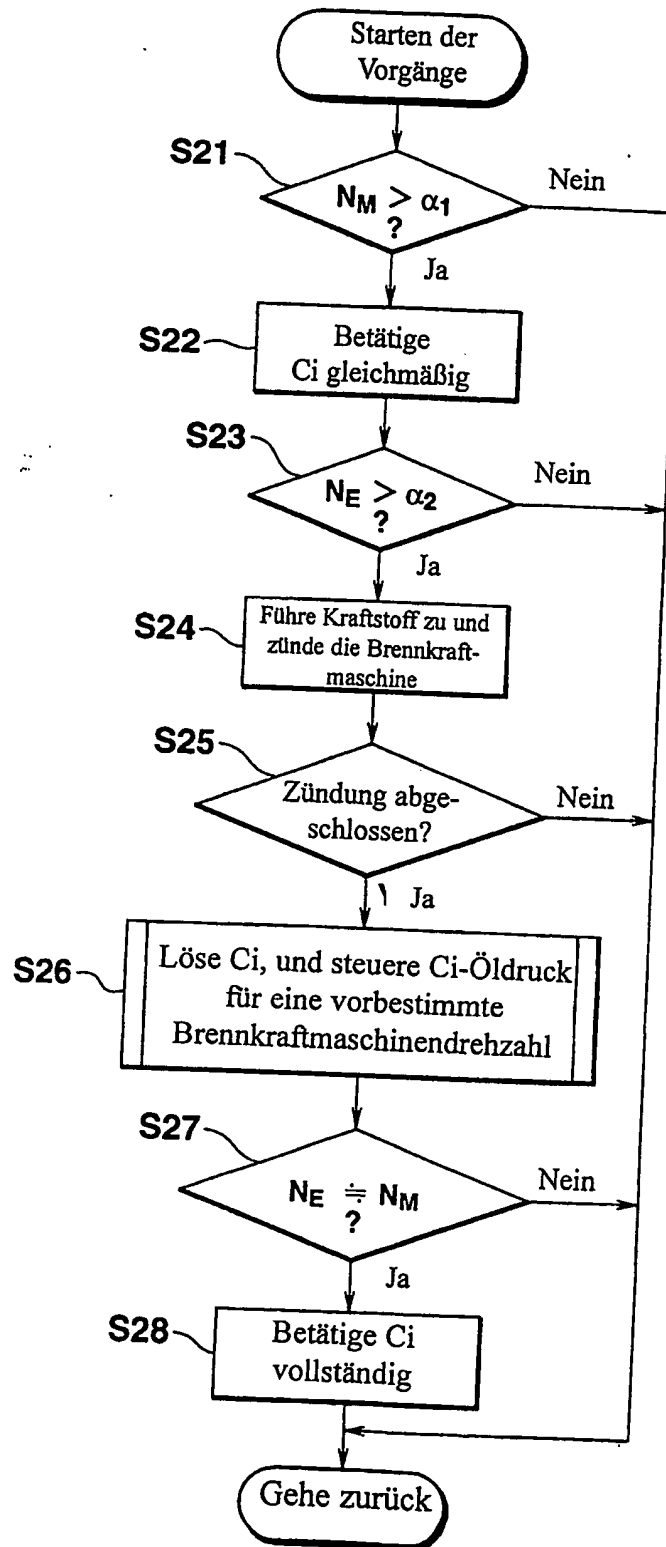 Starten der
Vorgänge
S21
Nein
N_M > α_1
?
Ja
S22
Betätige
Ci gleichmäßig
S23
Nein
N_E > α_2
?
Ja
S24
Führe Kraftstoff zu und
zünde die Brennkraft-
maschine
S25
Zündung abge-
schlossen?
Nein
Ja
S26
Löse Ci, und steuere Ci-Öldruck
für eine vorbestimmte
Brennkraftmaschinendrehzahl
S27
Nein
N_E ≒ N_M
?
Ja
S28
Betätige Ci
vollständig
Gehe zurück